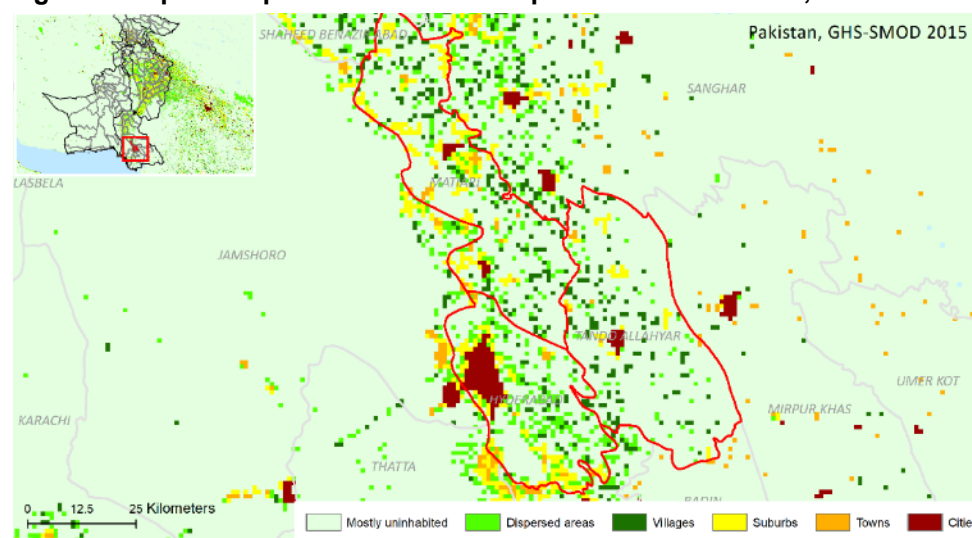 Pakistan, GHS-SMOD 2015
SHAHEED BENAZIRABAD
SANGHAR
LASBELA
MATIARI
JAMSHORO
TANDO ALLAHYAR
UMER KOT
HYDERABAD
MIRPUR KHAS
KARACHI
THATTA
BADIN
0 12.5 25 Kilometers
Mostly uninhabited Dispersed areas Villages Suburbs Towns Citie